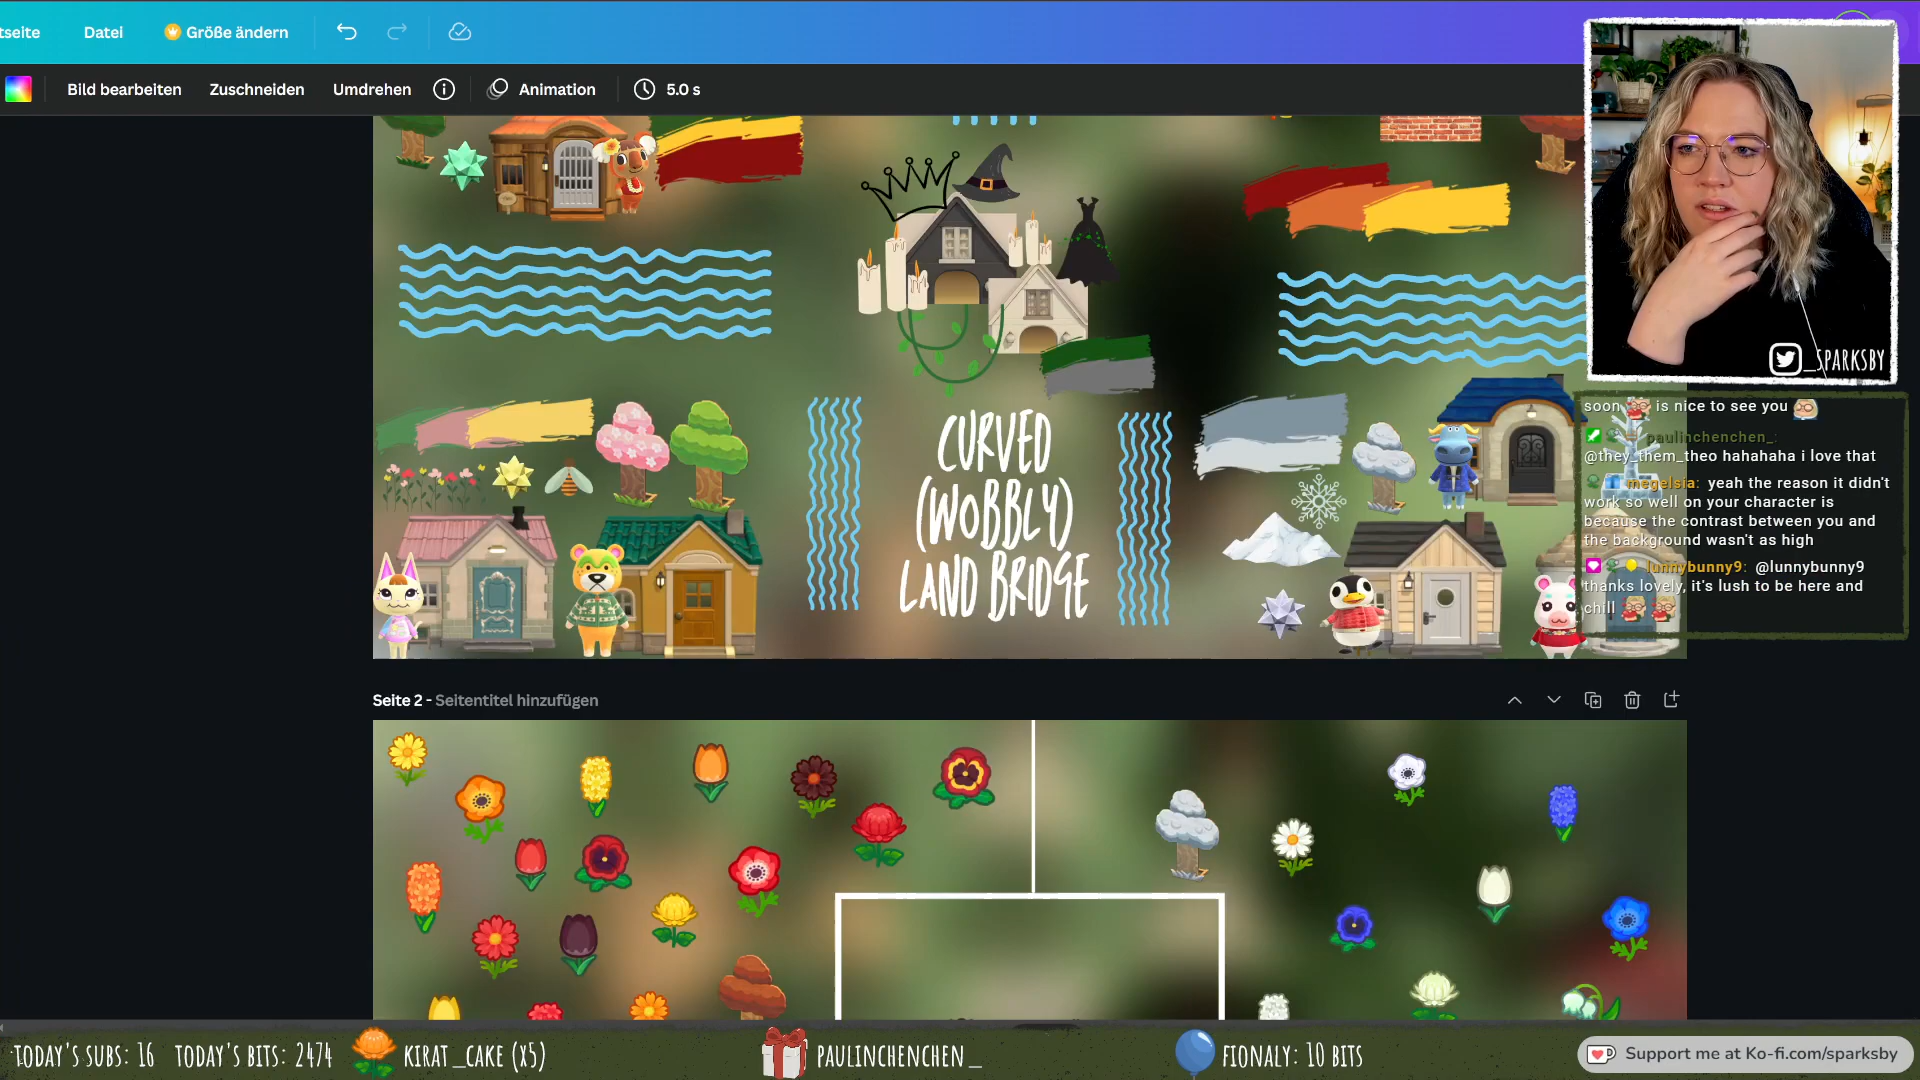 tseite Datei Größe ändern
Bild bearbeiten Zuschneiden Umdrehen Animation 5.0 s
_SPARKSBY
soon is nice to see you
paulinchenchen_:
@they_them_theo hahahaha i love that
megelsia: yeah the reason it didn't
work so well on your character is
because the contrast between you and
the background wasn't as high
lunnybunny9: @lunnybunny9
thanks lovely, it's lush to be here and
chill
CURVED
(WOBBLY)
LAND BRIDGE
Seite 2 - Seitentitel hinzufügen
TODAY'S SUBS: 16 TODAY'S BITS: 2474 KIRAT_CAKE (X5) PAULINCHENCHEN_ FIONALY: 10 BITS Support me at Ko-fi.com/sparksby